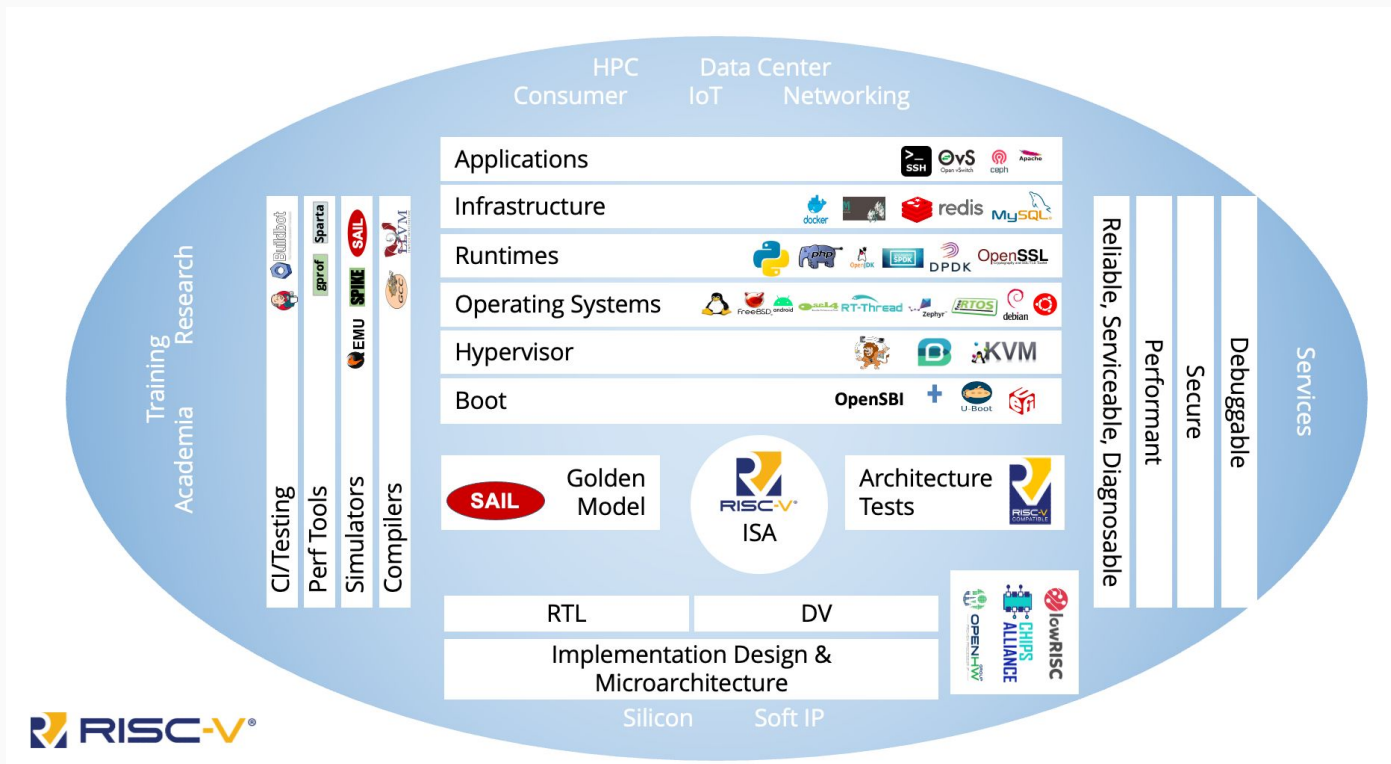 HPC Data Center
Consumer IoT Networking
Applications
>_
SSH
OvS
Open vSwitch
ceph
Apache
Infrastructure
docker
redis
MySQL
Runtimes
php
OpenJDK
SPDK
DPDK
OpenSSL
Operating Systems
FreeBSD
android
seL4
RT-Thread
Zephyr
RTOS
debian
Hypervisor
KVM
Boot
OpenSBI
+
U-Boot
UEFI
SAIL
Golden
Model
RISC-V®
ISA
Architecture
Tests
RISC-V
COMPATIBLE
RTL
DV
Implementation Design &
Microarchitecture
OPENHW
CHIPS
ALLIANCE
lowRISC
Silicon Soft IP
Training
Academia Research
CI/Testing
Buildbot
Perf Tools
gprof
Sparta
Simulators
QEMU
SPIKE
SAIL
Compilers
GCC
LLVM
Reliable, Serviceable, Diagnosable
Performant
Secure
Debuggable
Services
RISC-V®